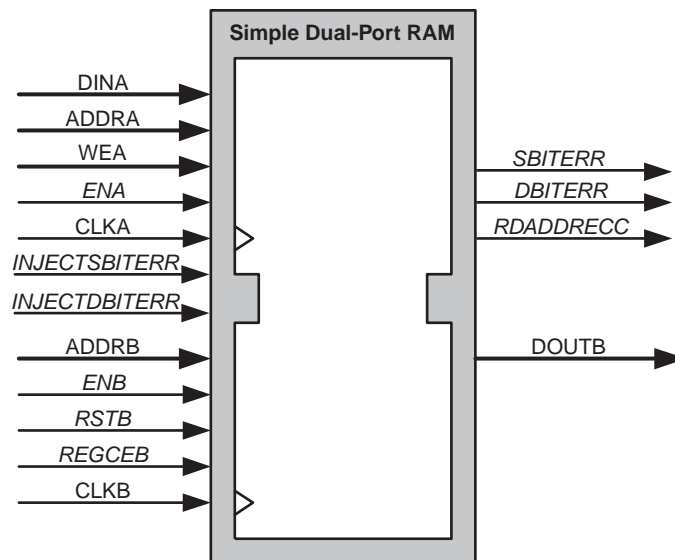 Simple Dual-Port RAM
DINA
ADDRA
WEA
ENA
CLKA
INJECTSBITERR
INJECTDBITERR
ADDRB
ENB
RSTB
REGCEB
CLKB
SBITERR
DBITERR
RDADDRECC
DOUTB